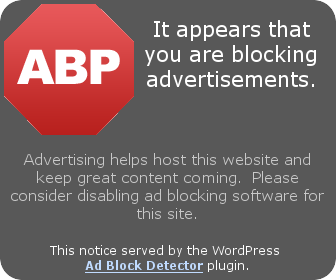 ABP
It appears that
you are blocking
advertisements.
Advertising helps host this website and
keep great content coming.  Please
consider disabling ad blocking software for
this site.
This notice served by the WordPress
Ad Block Detector plugin.